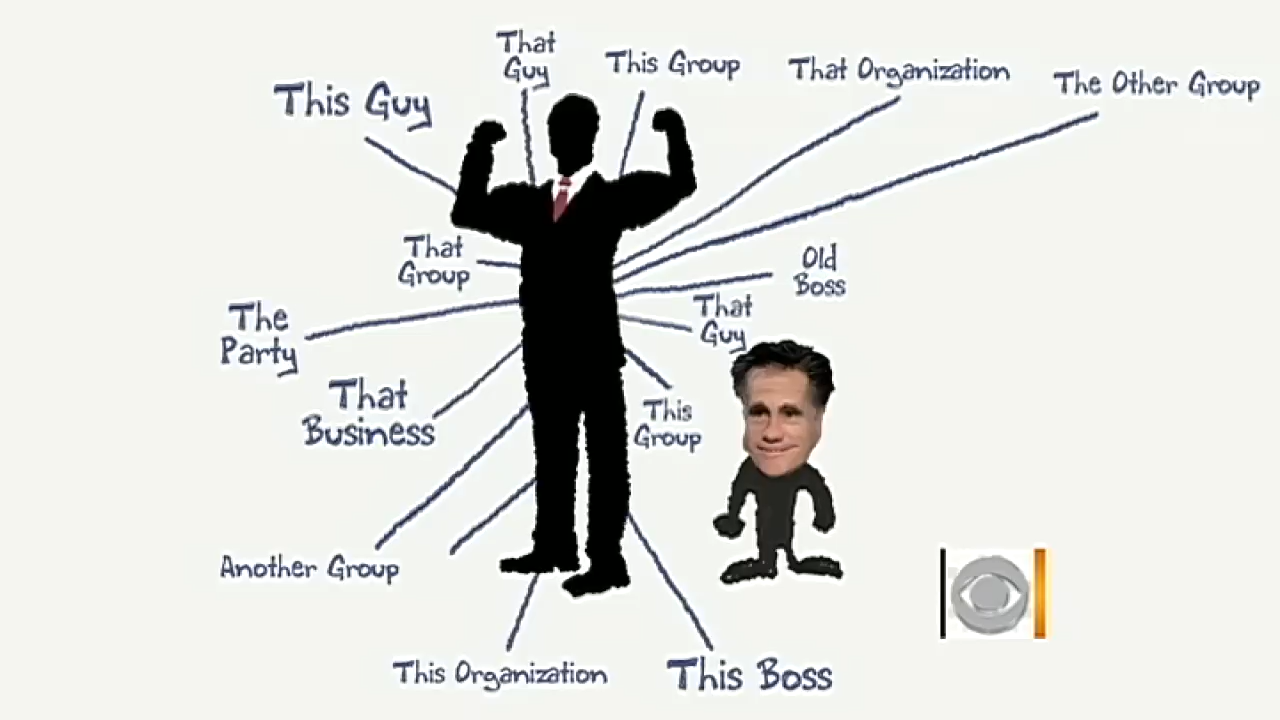 That
Guy
This Group
That Organization
The Other Group
This Guy
That
Group
Old
Boss
The
Party
That
Guy
That
Business
This
Group
Another Group
This Organization
This Boss